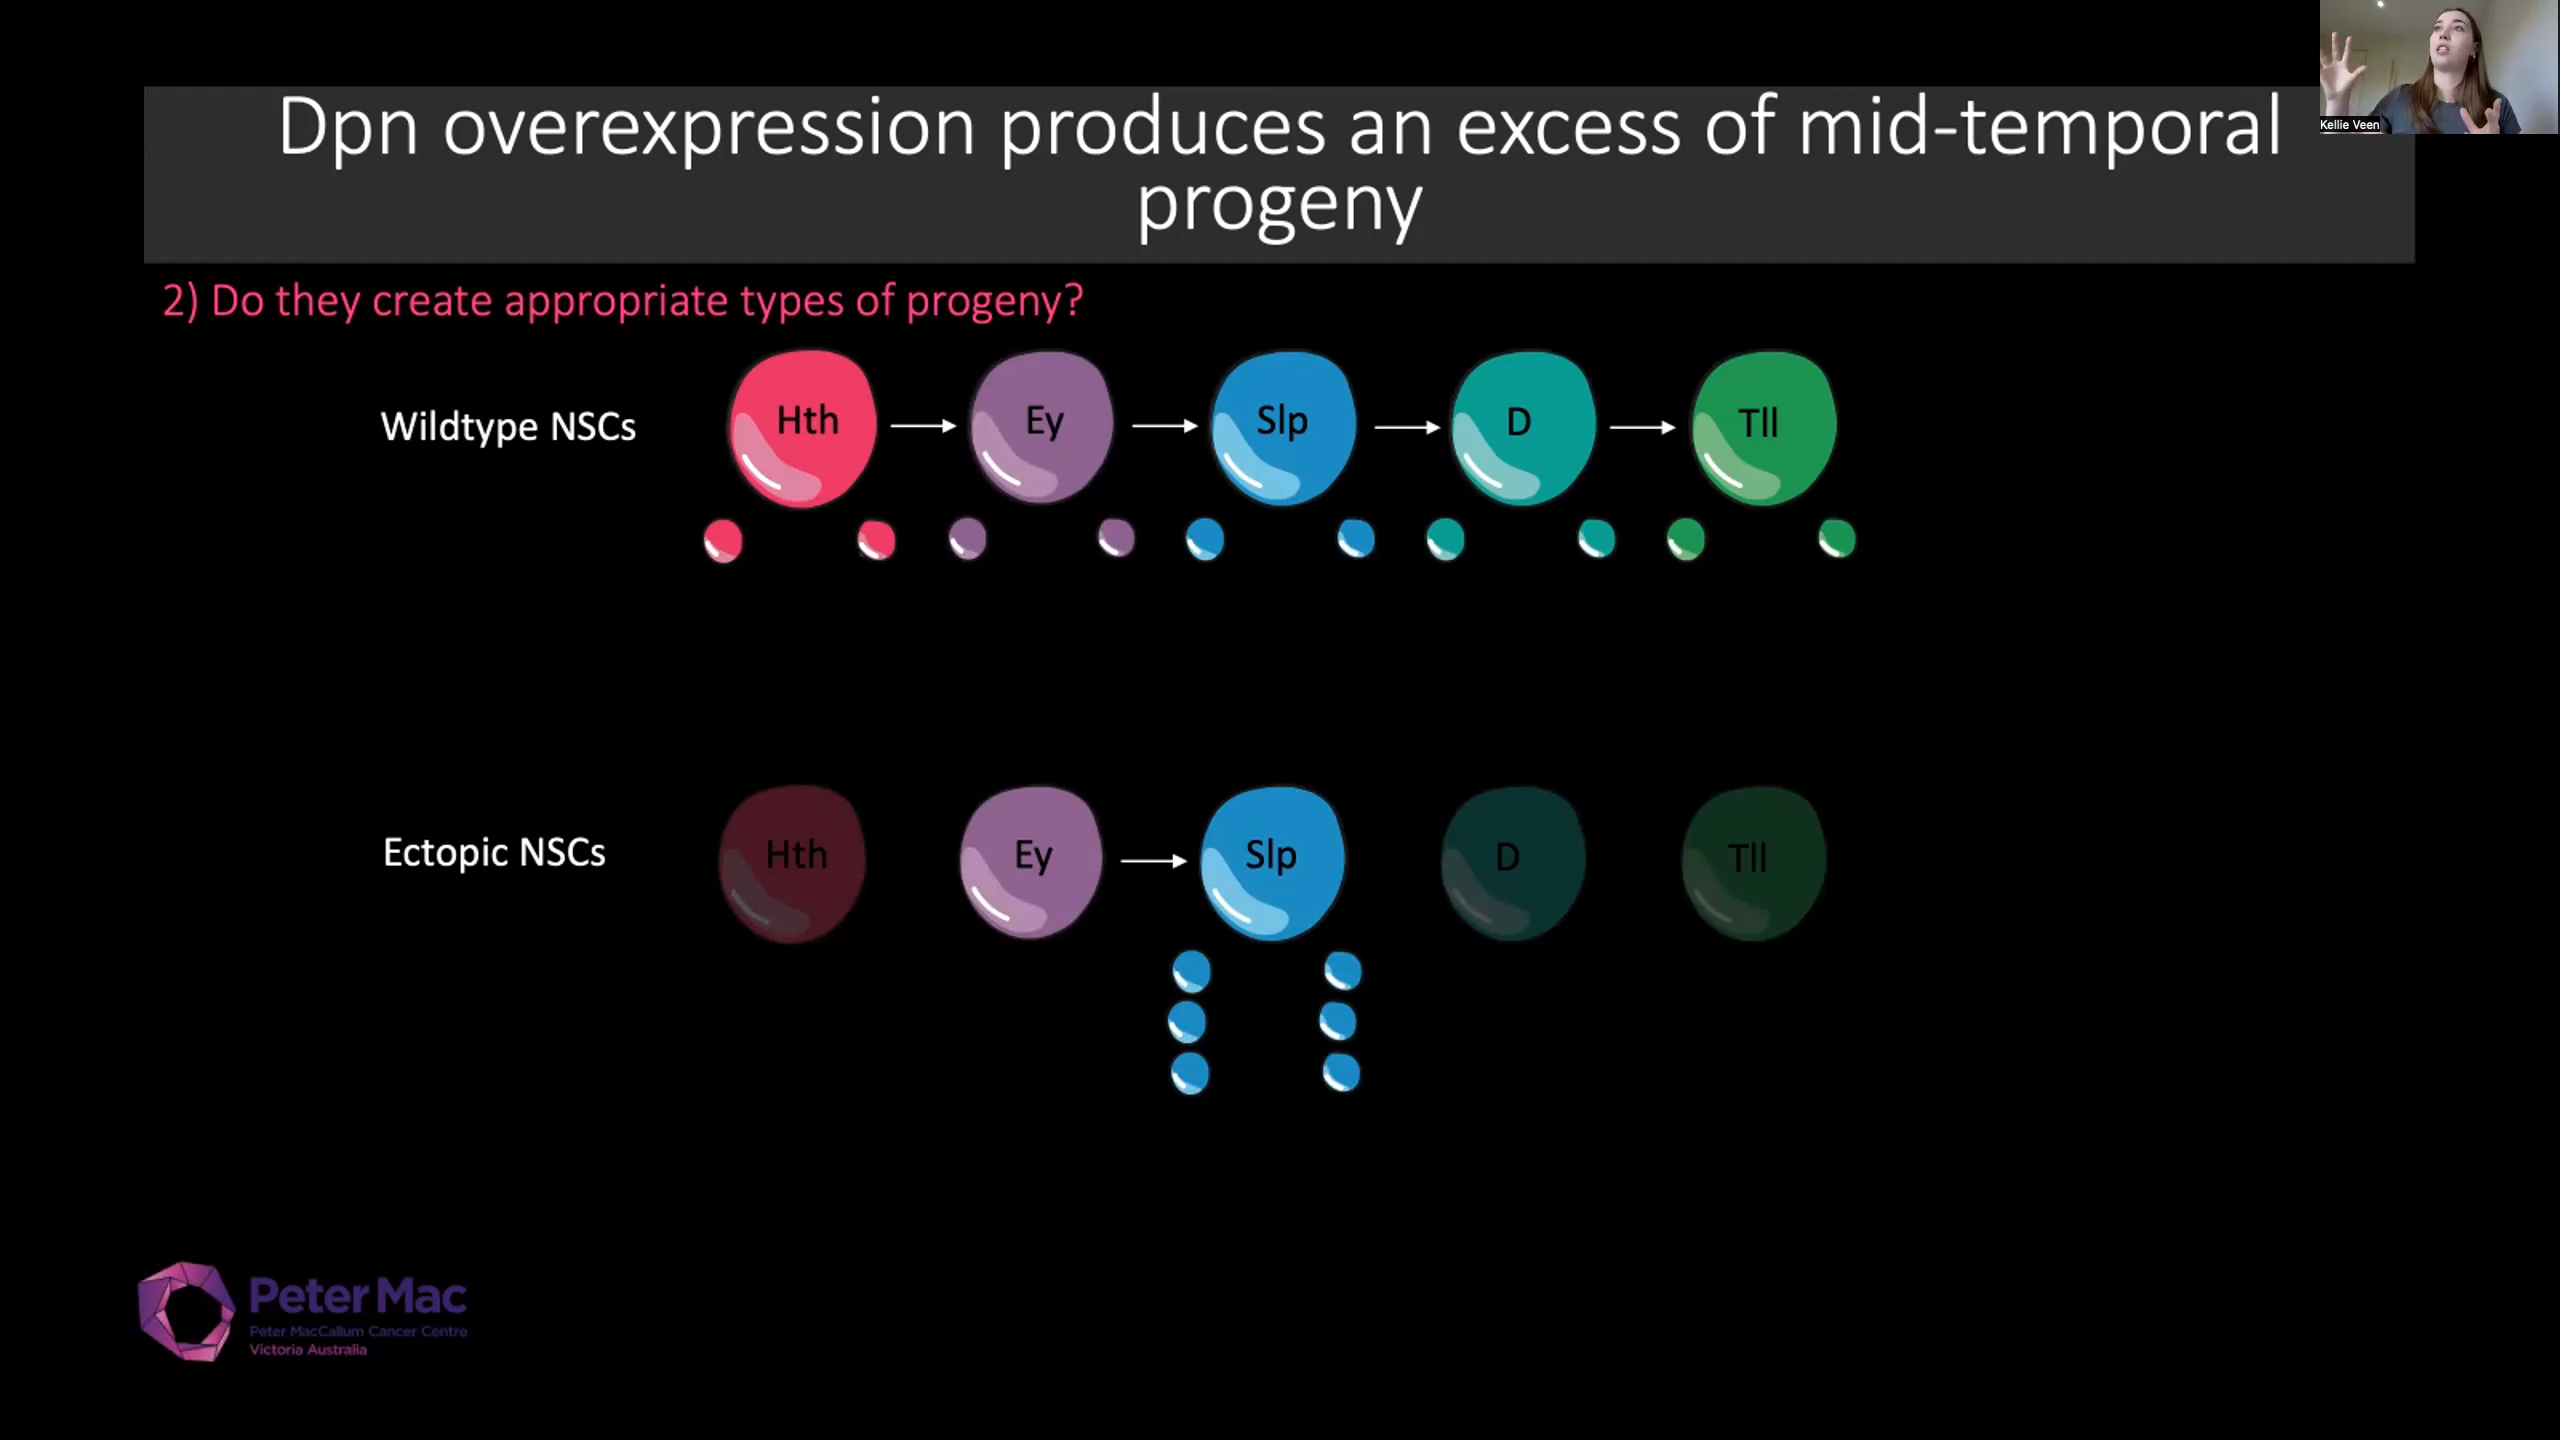 Dpn overexpression produces an excess of mid-temporal
progeny
Kellie Veen
2) Do they create appropriate types of progeny?
Wildtype NSCs
Hth
Ey
Slp
D
Tll
Ectopic NSCs
Hth
Ey
Slp
D
Tll
Peter Mac
Peter MacCallum Cancer Centre
Victoria Australia